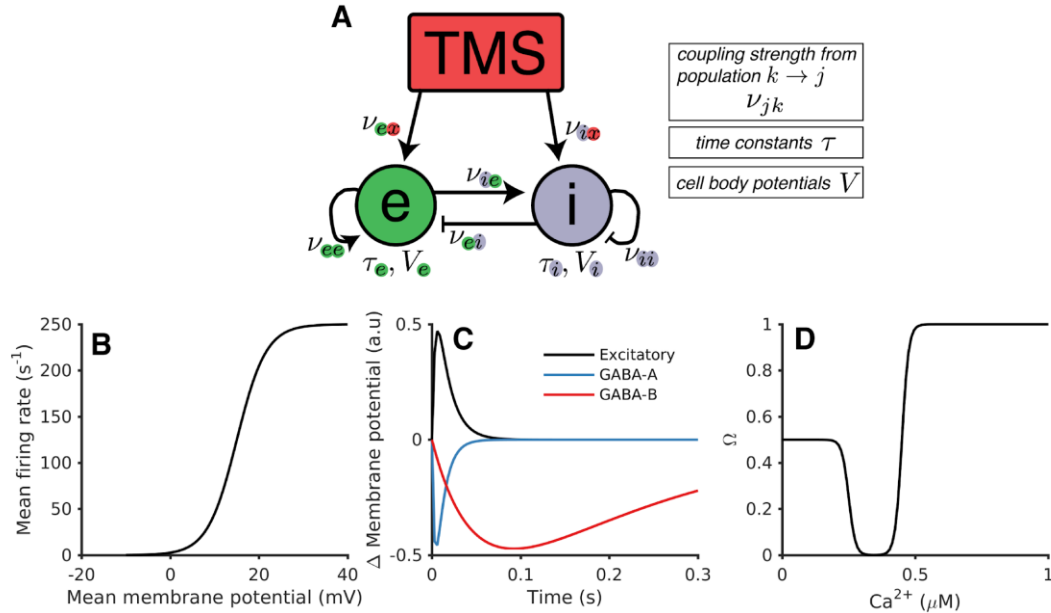 A
TMS
coupling strength from
population k → j
ν_jk
time constants τ
cell body potentials V
ν_ex
ν_ix
e
i
ν_ie
ν_ei
ν_ee
ν_ii
τ_e, V_e
τ_i, V_i
B
Mean firing rate (s⁻¹)
250
200
150
100
50
0
-20
0
20
40
Mean membrane potential (mV)
C
Δ Membrane potential (a.u)
0.5
0
-0.5
Excitatory
GABA-A
GABA-B
0
0.1
0.2
0.3
Time (s)
D
Ω
1
0.8
0.6
0.4
0.2
0
0
0.5
1
Ca²⁺ (μM)